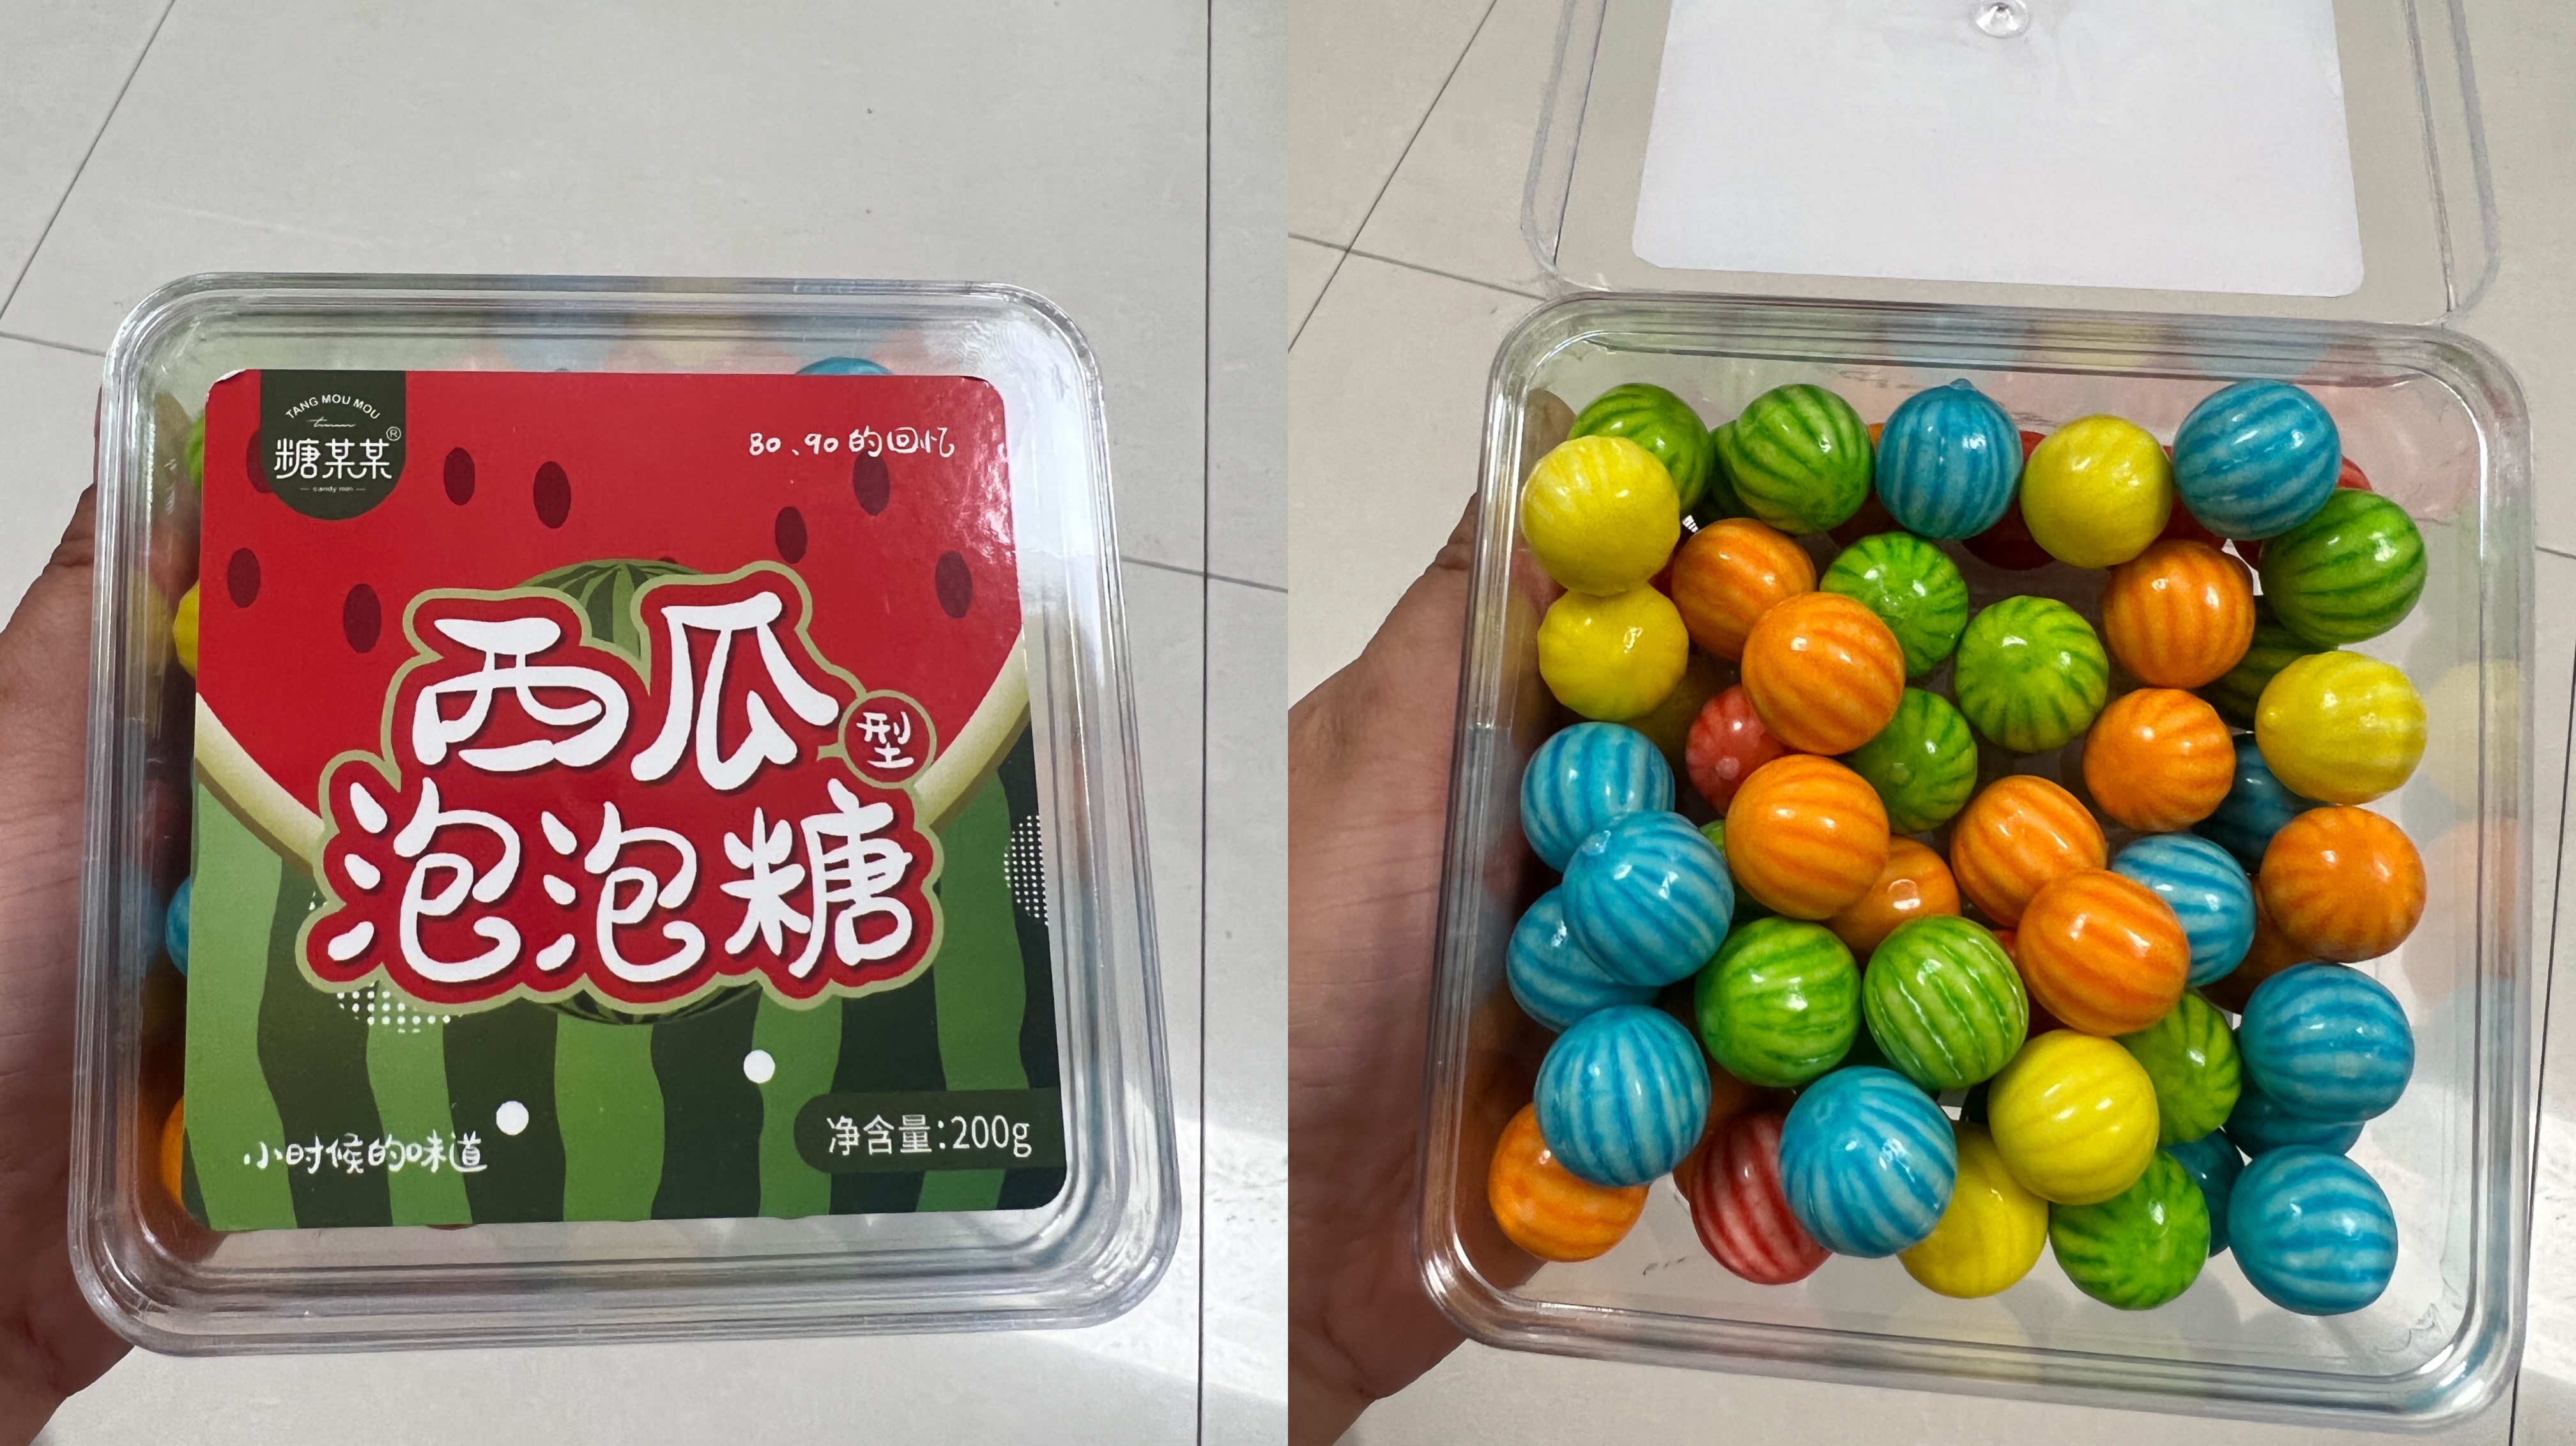 TANG MOU MOU
糖某某®
candy mm
80、90的回忆
西瓜型
泡泡糖
小时候的味道
净含量:200g